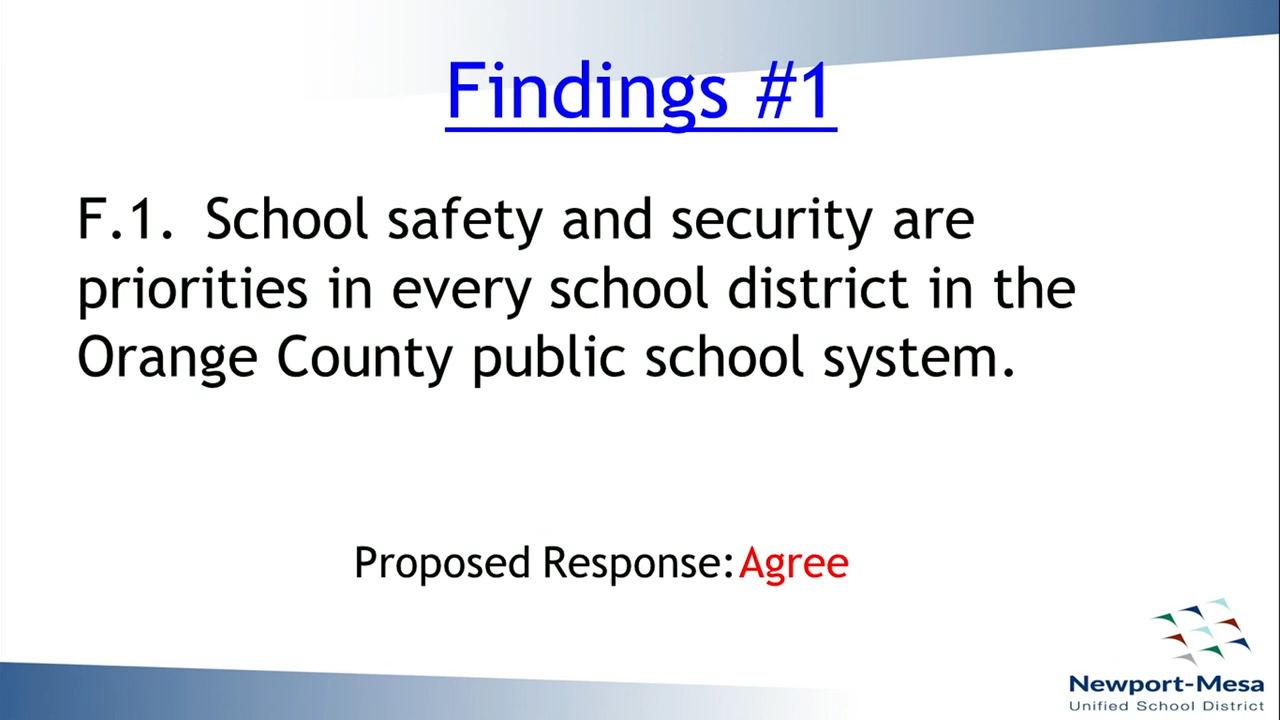 Findings #1
F.1. School safety and security are
priorities in every school district in the
Orange County public school system.
Proposed Response: Agree
Newport-Mesa
Unified School District